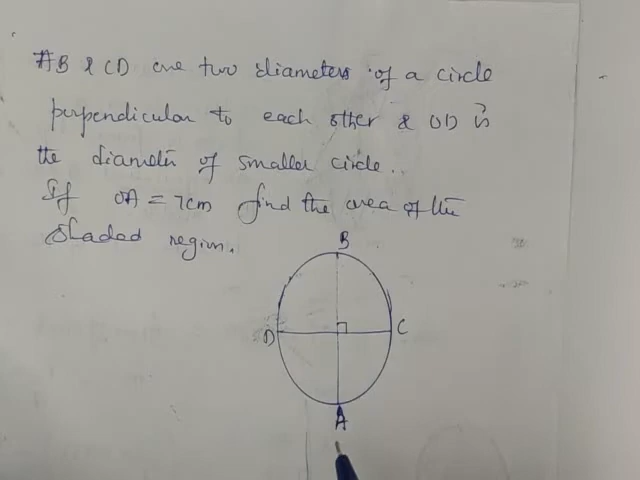 AB & CD are two diameters of a circle
perpendicular to each other & OD is
the diameter of smaller circle.
If OA = 7cm find the area of the
shaded region.
B
D
C
A